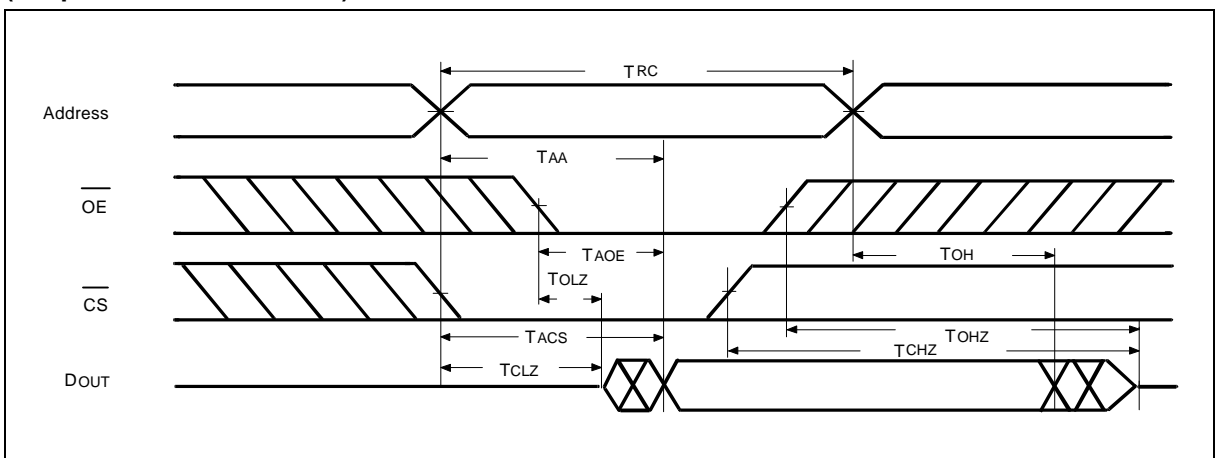 TRC
Address
TAA
OE
TAOE
TOH
TOLZ
CS
TACS
TOHZ
TCHZ
TCLZ
DOUT